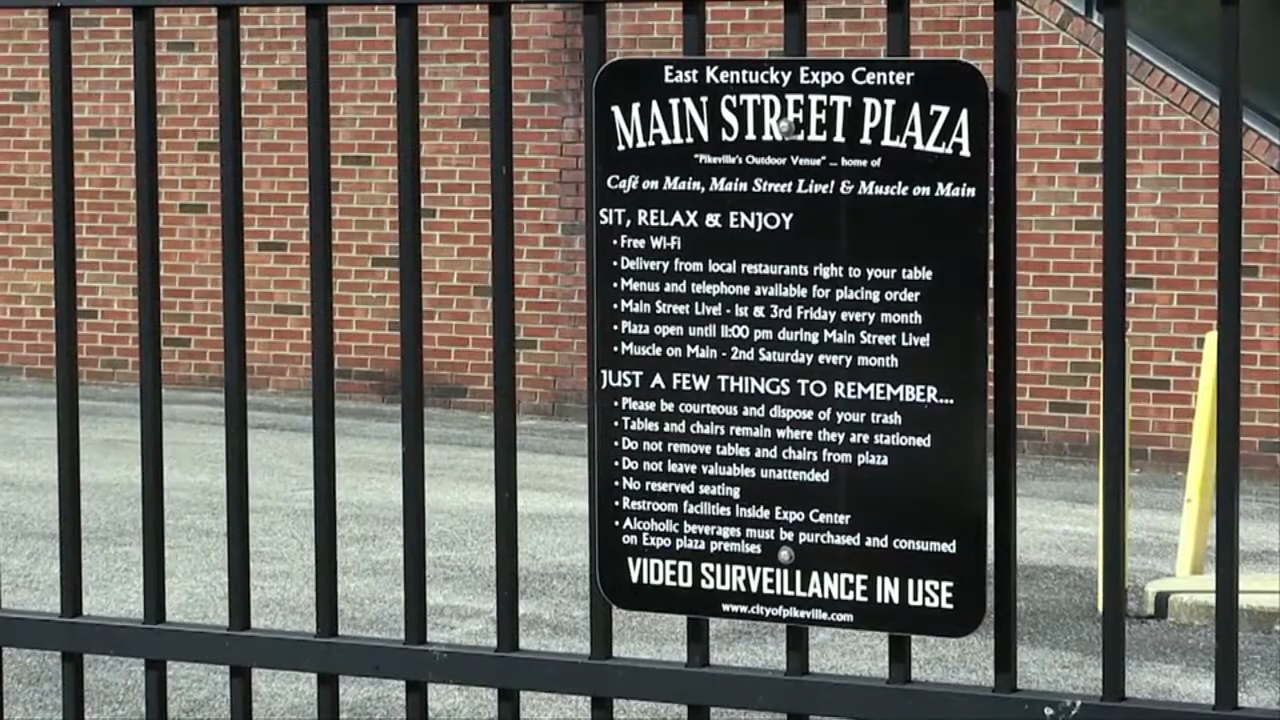 East Kentucky Expo Center
MAIN STREET PLAZA
"Pikeville's Outdoor Venue" ... home of
Café on Main, Main Street Live! & Muscle on Main
SIT, RELAX & ENJOY
• Free Wi-Fi
• Delivery from local restaurants right to your table
• Menus and telephone available for placing order
• Main Street Live! - 1st & 3rd Friday every month
• Plaza open until 11:00 pm during Main Street Live!
• Muscle on Main - 2nd Saturday every month
JUST A FEW THINGS TO REMEMBER...
• Please be courteous and dispose of your trash
• Tables and chairs remain where they are stationed
• Do not remove tables and chairs from plaza
• Do not leave valuables unattended
• No reserved seating
• Restroom facilities inside Expo Center
• Alcoholic beverages must be purchased and consumed
on Expo plaza premises
VIDEO SURVEILLANCE IN USE
www.cityofpikeville.com